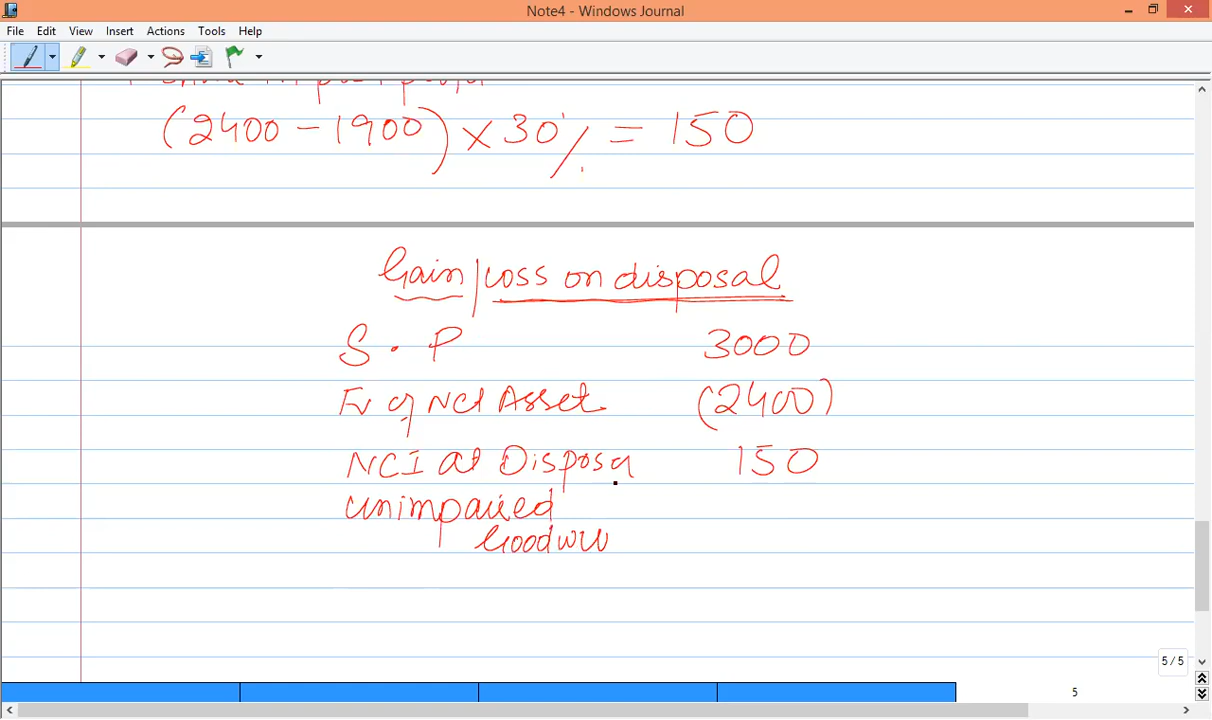 Note4 - Windows Journal
File Edit View Insert Actions Tools Help
(2400 - 1900) × 30% = 150
Gain/Loss on disposal
S. P 3000
Fv of Net Asset (2400)
NCI at Disposa 150
Unimpaired
Goodwill
5 / 5
5